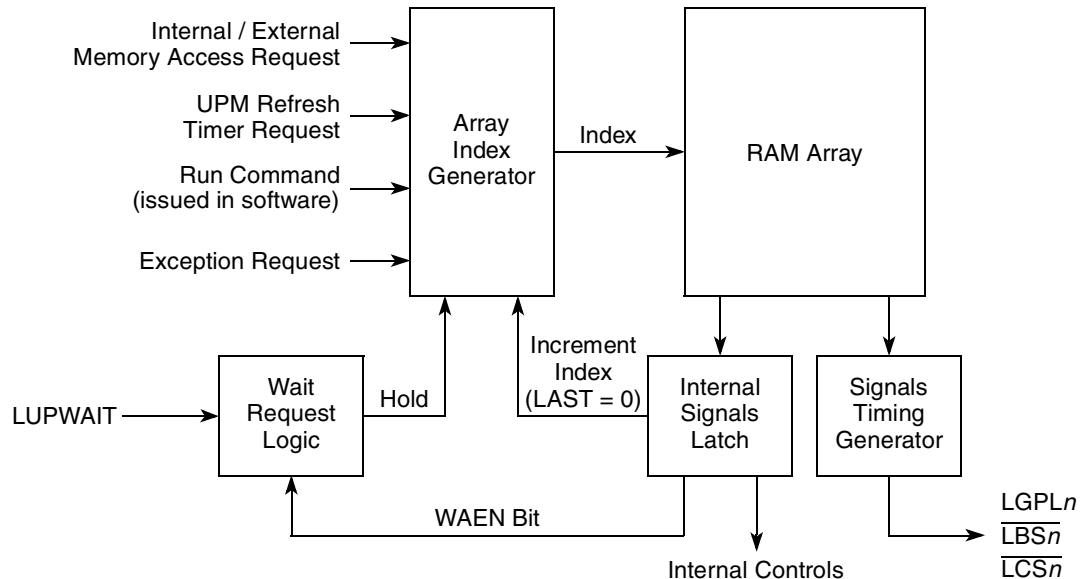 Internal / External
Memory Access Request
UPM Refresh
Timer Request
Run Command
(issued in software)
Exception Request
Array
Index
Generator
Index
RAM Array
LUPWAIT
Wait
Request
Logic
Hold
Increment
Index
(LAST = 0)
Internal
Signals
Latch
Signals
Timing
Generator
WAEN Bit
Internal Controls
LGPLn
LBSn
LCSn